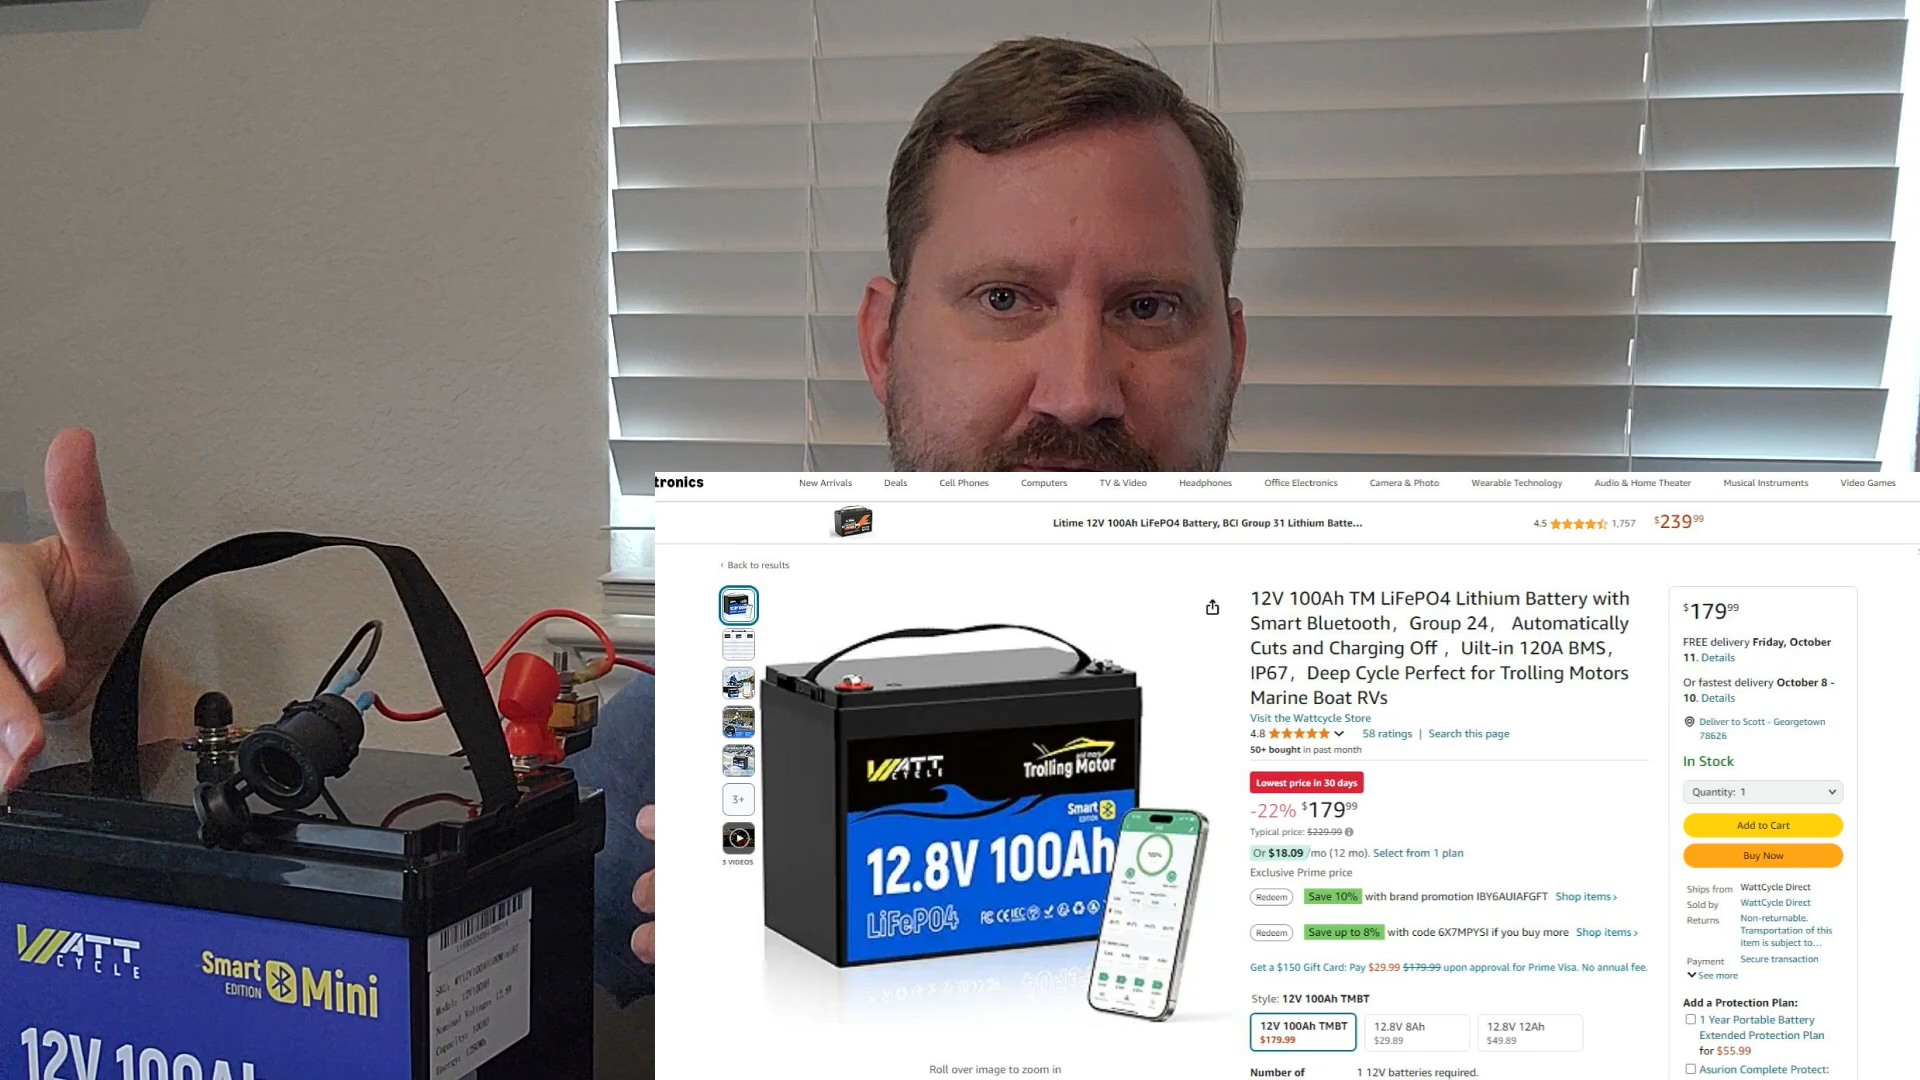 tronics
New Arrivals Deals Cell Phones Computers TV & Video Headphones Office Electronics Camera & Photo Wearable Technology Audio & Home Theater Musical Instruments Video Games
Litime 12V 100Ah LiFePO4 Battery, BCI Group 31 Lithium Batte... 4.5 1,757 $239 99
‹ Back to results
12V 100Ah TM LiFePO4 Lithium Battery with
Smart Bluetooth， Group 24， Automatically
Cuts and Charging Off ，Uilt-in 120A BMS，
IP67，Deep Cycle Perfect for Trolling Motors
Marine Boat RVs
Visit the Wattcycle Store
4.8 58 ratings | Search this page
50+ bought in past month
Lowest price in 30 days
-22% $179 99
Typical price: $229.99
Or $18.09 /mo (12 mo). Select from 1 plan
Exclusive Prime price
Redeem Save 10% with brand promotion IBY6AUIAFGFT Shop items ›
Redeem Save up to 8% with code 6X7MPYSI if you buy more Shop items ›
Get a $150 Gift Card: Pay $29.99 $179.99 upon approval for Prime Visa. No annual fee.
Style: 12V 100Ah TMBT
12V 100Ah TMBT
$179.99
12.8V 8Ah
$29.89
12.8V 12Ah
$49.89
Number of 1 12V batteries required.
$179 99
FREE delivery Friday, October
11. Details
Or fastest delivery October 8 -
10. Details
Deliver to Scott - Georgetown
78626
In Stock
Quantity: 1
Add to Cart
Buy Now
Ships from WattCycle Direct
Sold by WattCycle Direct
Returns Non-returnable.
Transportation of this
item is subject to...
Payment Secure transaction
See more
Add a Protection Plan:
1 Year Portable Battery
Extended Protection Plan
for $55.99
Asurion Complete Protect:
3+
3 VIDEOS
WATT
CYCLE
Trolling Motor
Smart
EDITION
12.8V 100Ah
LiFePO4
100%
Roll over image to zoom in
WATT
CYCLE
Smart
EDITION
Mini
12V 100Ah